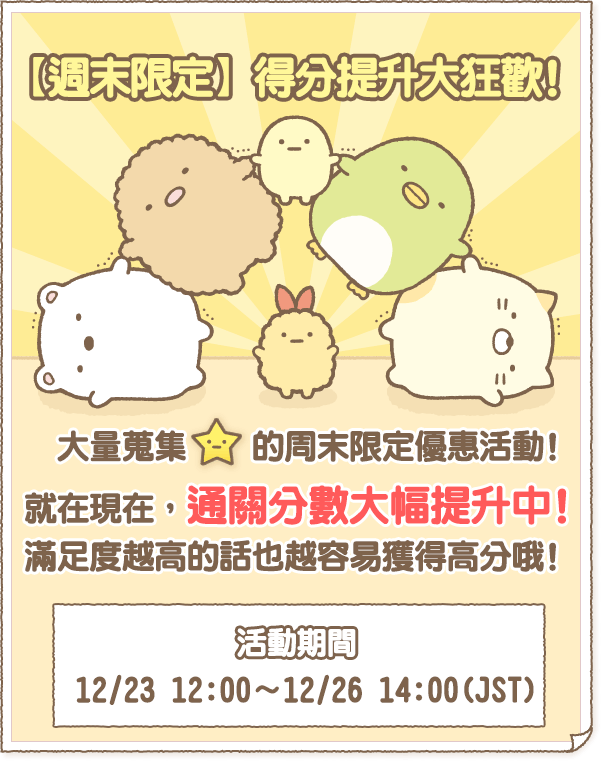 【週末限定】得分提升大狂歡！
大量蒐集 的周末限定優惠活動！
就在現在，通關分數大幅提升中！
滿足度越高的話也越容易獲得高分哦！
活動期間
12/23 12:00～12/26 14:00(JST)